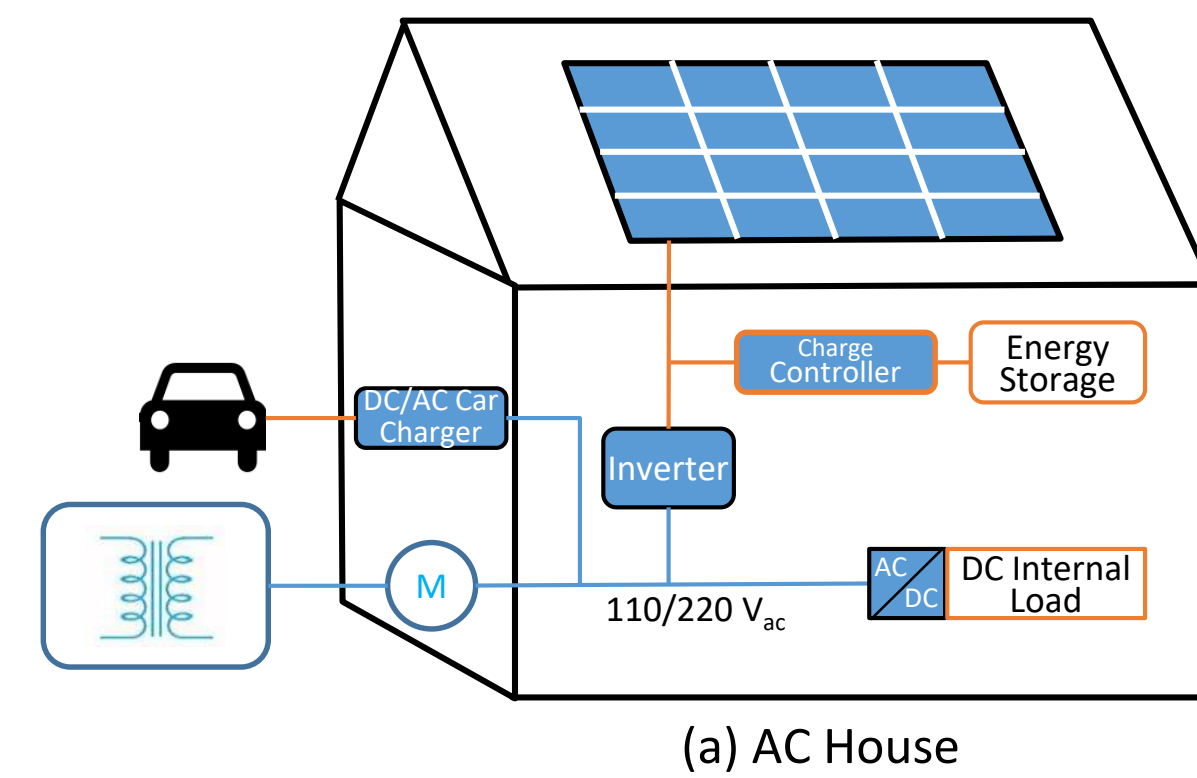 Charge
Controller
Energy
Storage
DC/AC Car
Charger
Inverter
M
AC
DC
DC Internal
Load
110/220 Vac
(a) AC House